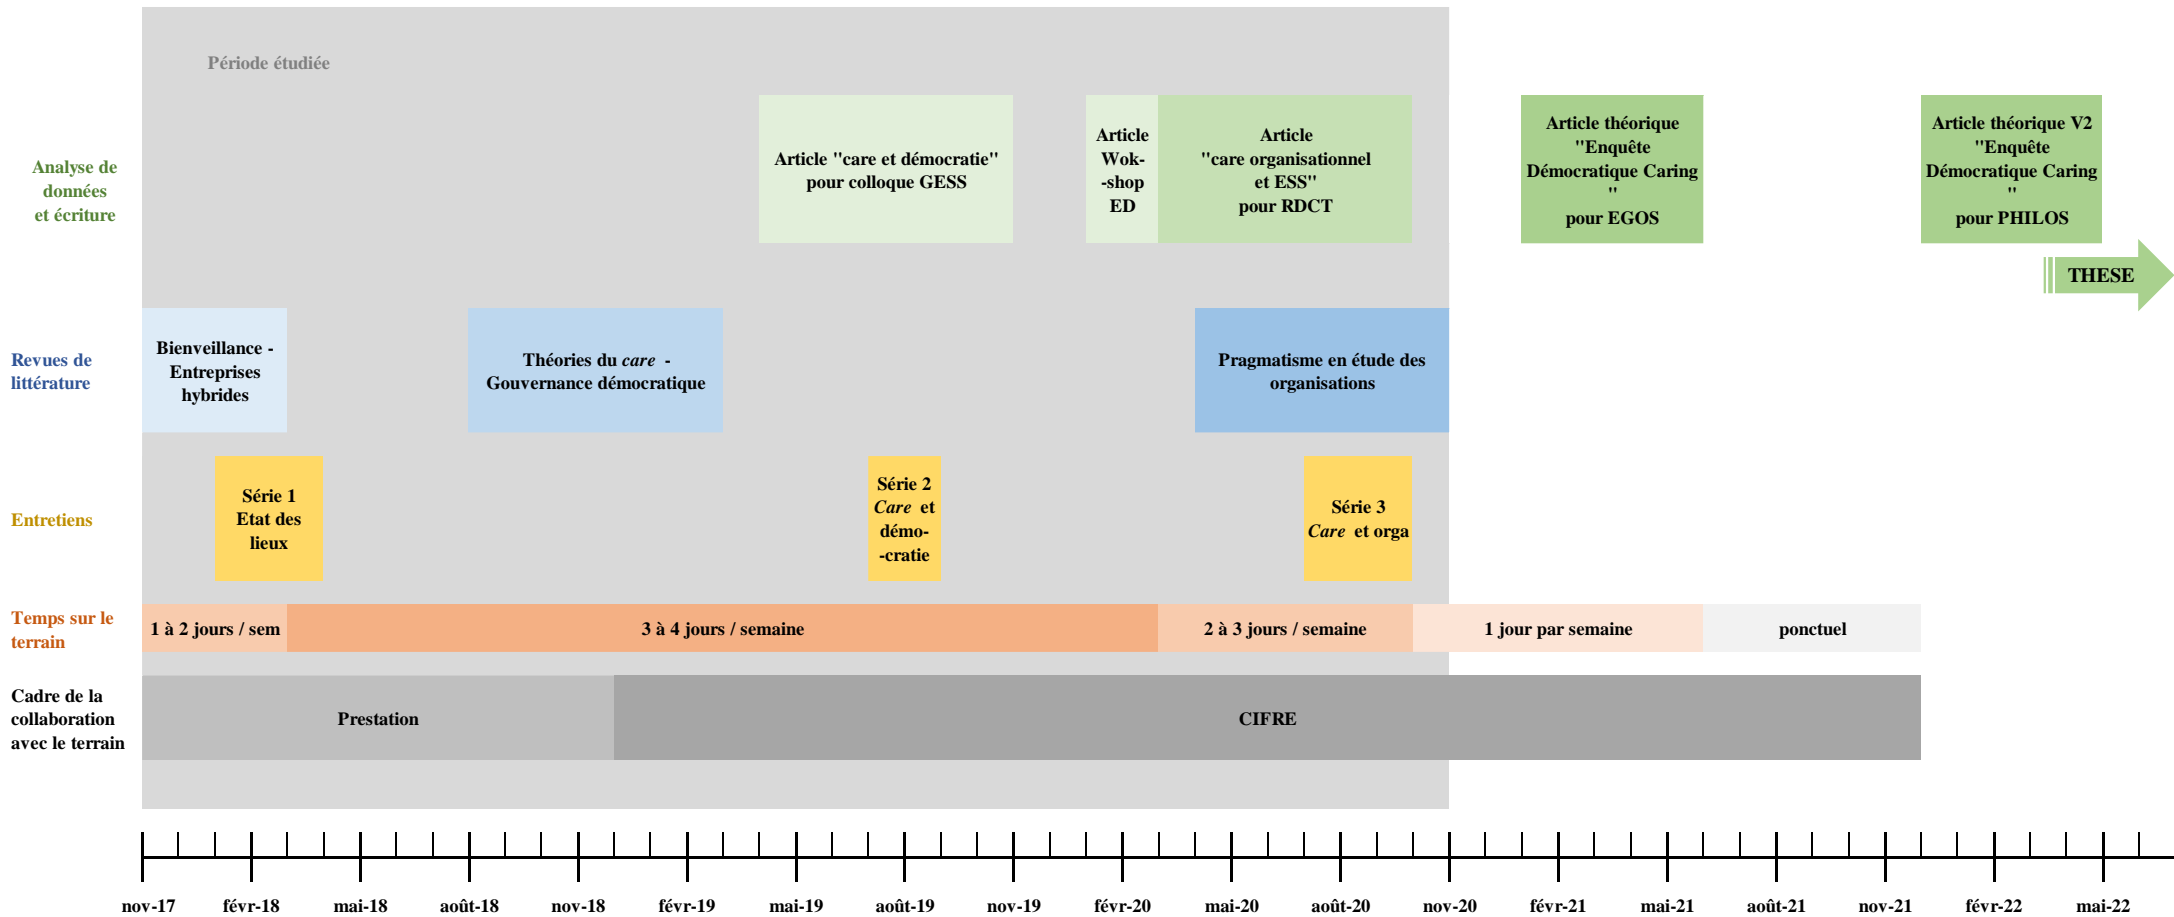 Période étudiée
Analyse de
données
et écriture
Article "care et démocratie"
pour colloque GESS
Article
Wok-
-shop
ED
Article
"care organisationnel
et ESS"
pour RDCT
Article théorique
"Enquête
Démocratique Caring
"
pour EGOS
Article théorique V2
"Enquête
Démocratique Caring
"
pour PHILOS
THESE
Revues de
littérature
Bienveillance -
Entreprises
hybrides
Théories du care -
Gouvernance démocratique
Pragmatisme en étude des
organisations
Entretiens
Série 1
Etat des
lieux
Série 2
Care et
démo-
-cratie
Série 3
Care et orga
Temps sur le
terrain
1 à 2 jours / sem
3 à 4 jours / semaine
2 à 3 jours / semaine
1 jour par semaine
ponctuel
Cadre de la
collaboration
avec le terrain
Prestation
CIFRE
nov-17 févr-18 mai-18 août-18 nov-18 févr-19 mai-19 août-19 nov-19 févr-20 mai-20 août-20 nov-20 févr-21 mai-21 août-21 nov-21 févr-22 mai-22